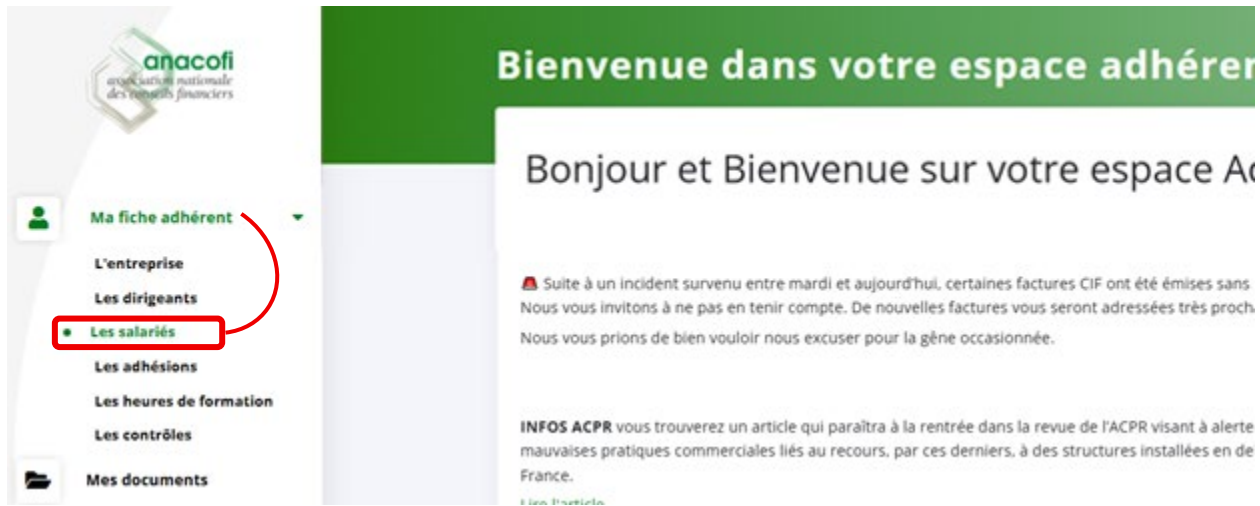 anacofi
association nationale
des conseils financiers
Bienvenue dans votre espace adhérer
Bonjour et Bienvenue sur votre espace Ad
Ma fiche adhérent
L'entreprise
Les dirigeants
Les salariés
Les adhésions
Les heures de formation
Les contrôles
Mes documents
Suite à un incident survenu entre mardi et aujourd'hui, certaines factures CIF ont été émises sans
Nous vous invitons à ne pas en tenir compte. De nouvelles factures vous seront adressées très proch
Nous vous prions de bien vouloir nous excuser pour la gêne occasionnée.
INFOS ACPR vous trouverez un article qui paraîtra à la rentrée dans la revue de l'ACPR visant à alerte
mauvaises pratiques commerciales liés au recours, par ces derniers, à des structures installées en de
France.
Lire l'article